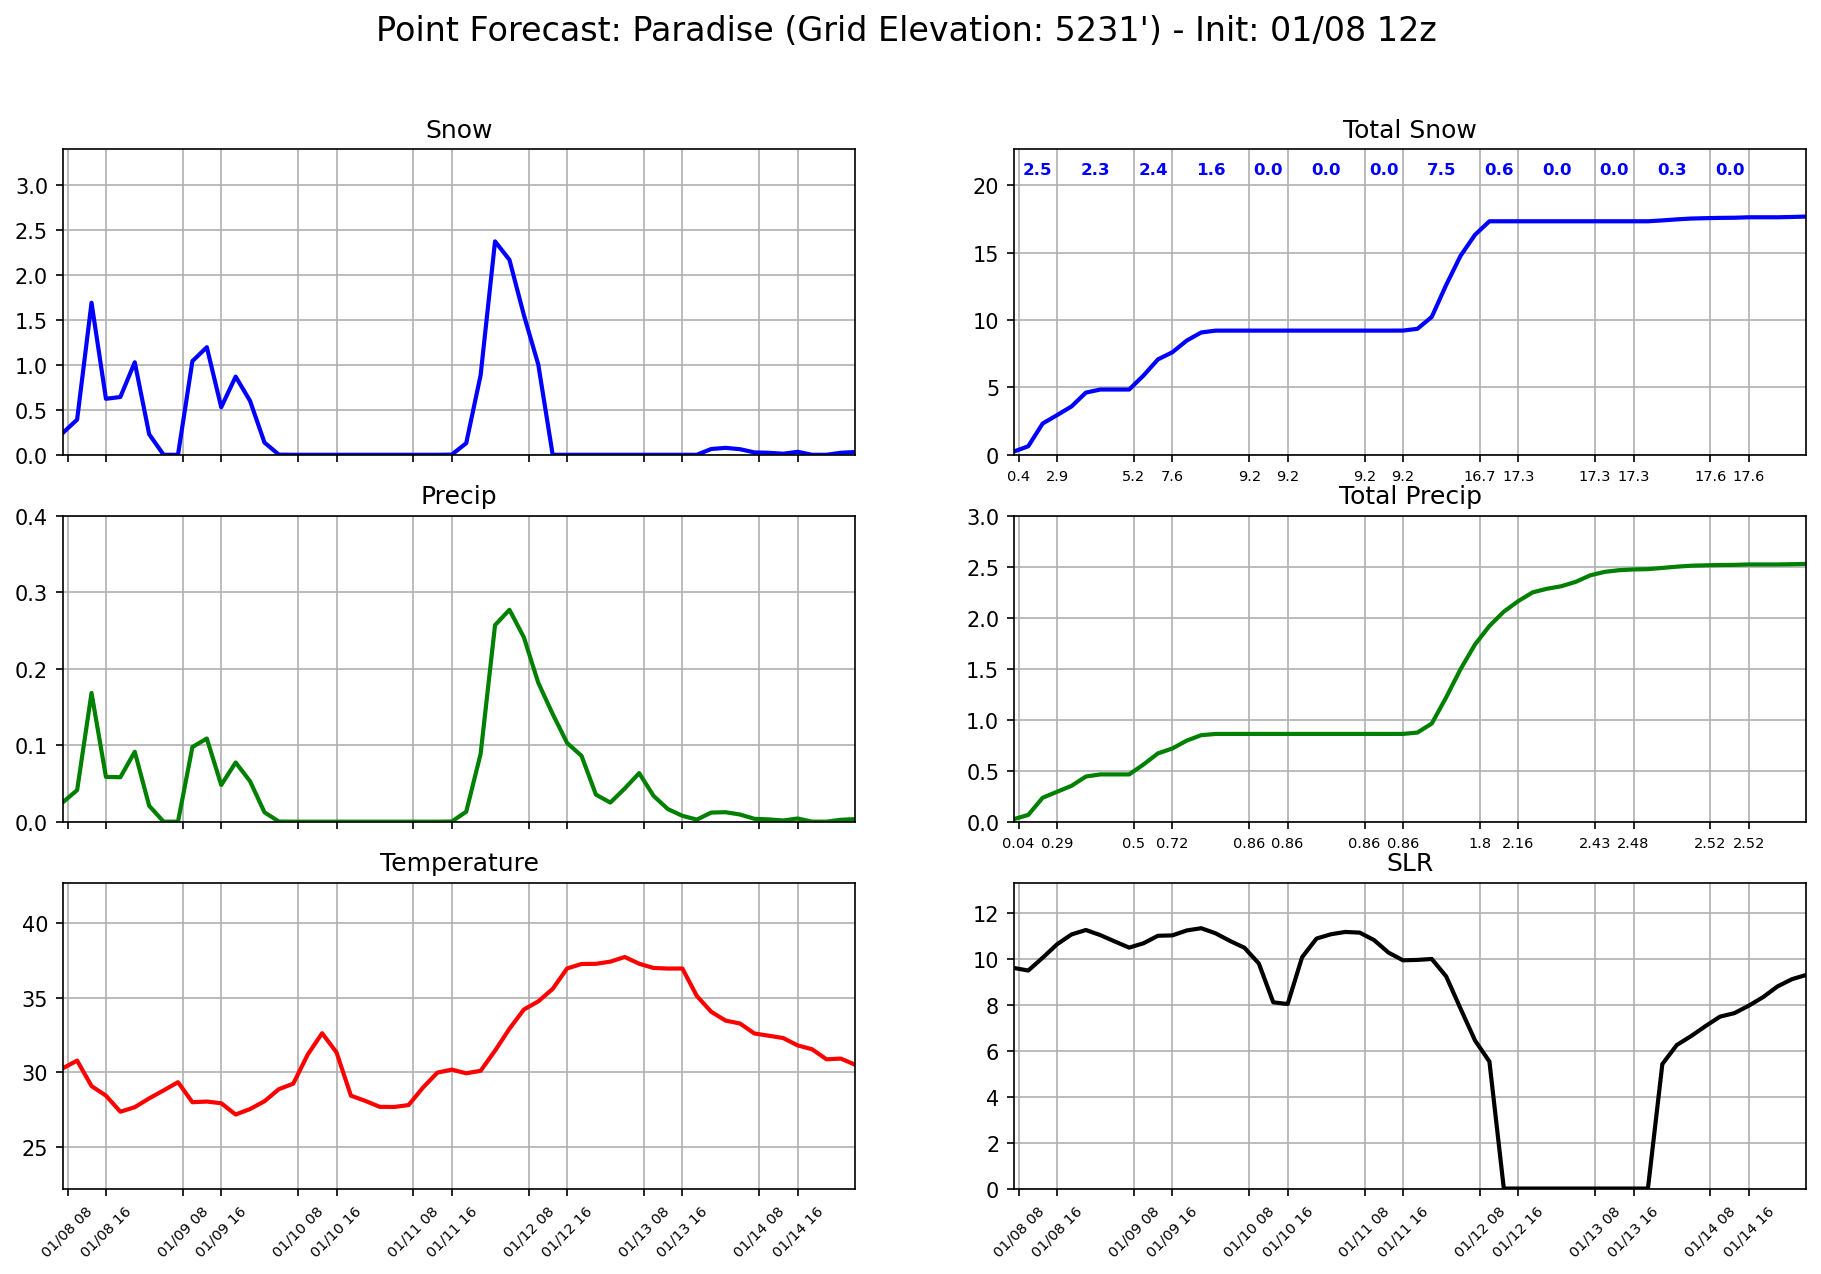 Point Forecast: Paradise (Grid Elevation: 5231') - Init: 01/08 12z
Snow
3.0
2.5
2.0
1.5
1.0
0.5
0.0
Total Snow
2.5 2.3 2.4 1.6 0.0 0.0 0.0 7.5 0.6 0.0 0.0 0.3 0.0
20
15
10
5
0
0.4 2.9 5.2 7.6 9.2 9.2 9.2 9.2 16.7 17.3 17.3 17.3 17.6 17.6
Precip
0.4
0.3
0.2
0.1
0.0
Total Precip
3.0
2.5
2.0
1.5
1.0
0.5
0.0
0.04 0.29 0.5 0.72 0.86 0.86 0.86 0.86 1.8 2.16 2.43 2.48 2.52 2.52
Temperature
40
35
30
25
01/08 08 01/08 16 01/09 08 01/09 16 01/10 08 01/10 16 01/11 08 01/11 16 01/12 08 01/12 16 01/13 08 01/13 16 01/14 08 01/14 16
SLR
12
10
8
6
4
2
0
01/08 08 01/08 16 01/09 08 01/09 16 01/10 08 01/10 16 01/11 08 01/11 16 01/12 08 01/12 16 01/13 08 01/13 16 01/14 08 01/14 16